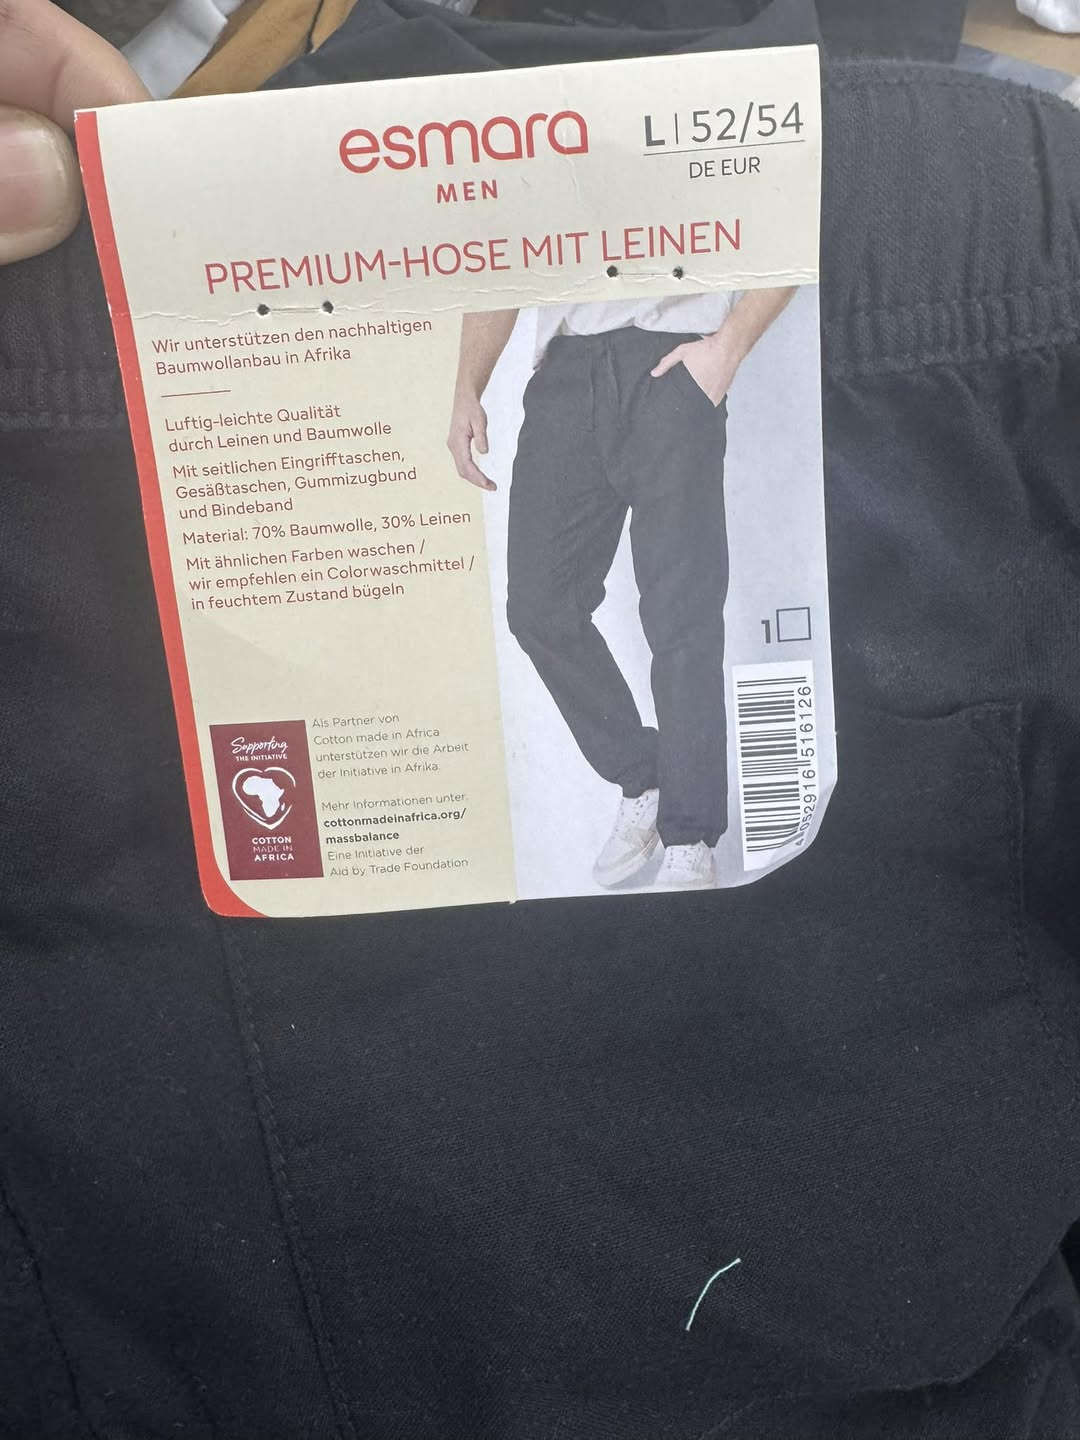 esmara
MEN
L | 52/54
DE EUR
PREMIUM-HOSE MIT LEINEN
Wir unterstützen den nachhaltigen
Baumwollanbau in Afrika
Luftig-leichte Qualität
durch Leinen und Baumwolle
Mit seitlichen Eingrifftaschen,
Gesäßtaschen, Gummizugbund
und Bindeband
Material: 70% Baumwolle, 30% Leinen
Mit ähnlichen Farben waschen /
wir empfehlen ein Colorwaschmittel /
in feuchtem Zustand bügeln
1
4 052916 516126
Supporting
THE INITIATIVE
COTTON
MADE IN
AFRICA
Als Partner von
Cotton made in Africa
unterstützen wir die Arbeit
der Initiative in Afrika.
Mehr Informationen unter:
cottonmadeinafrica.org/
massbalance
Eine Initiative der
Aid by Trade Foundation